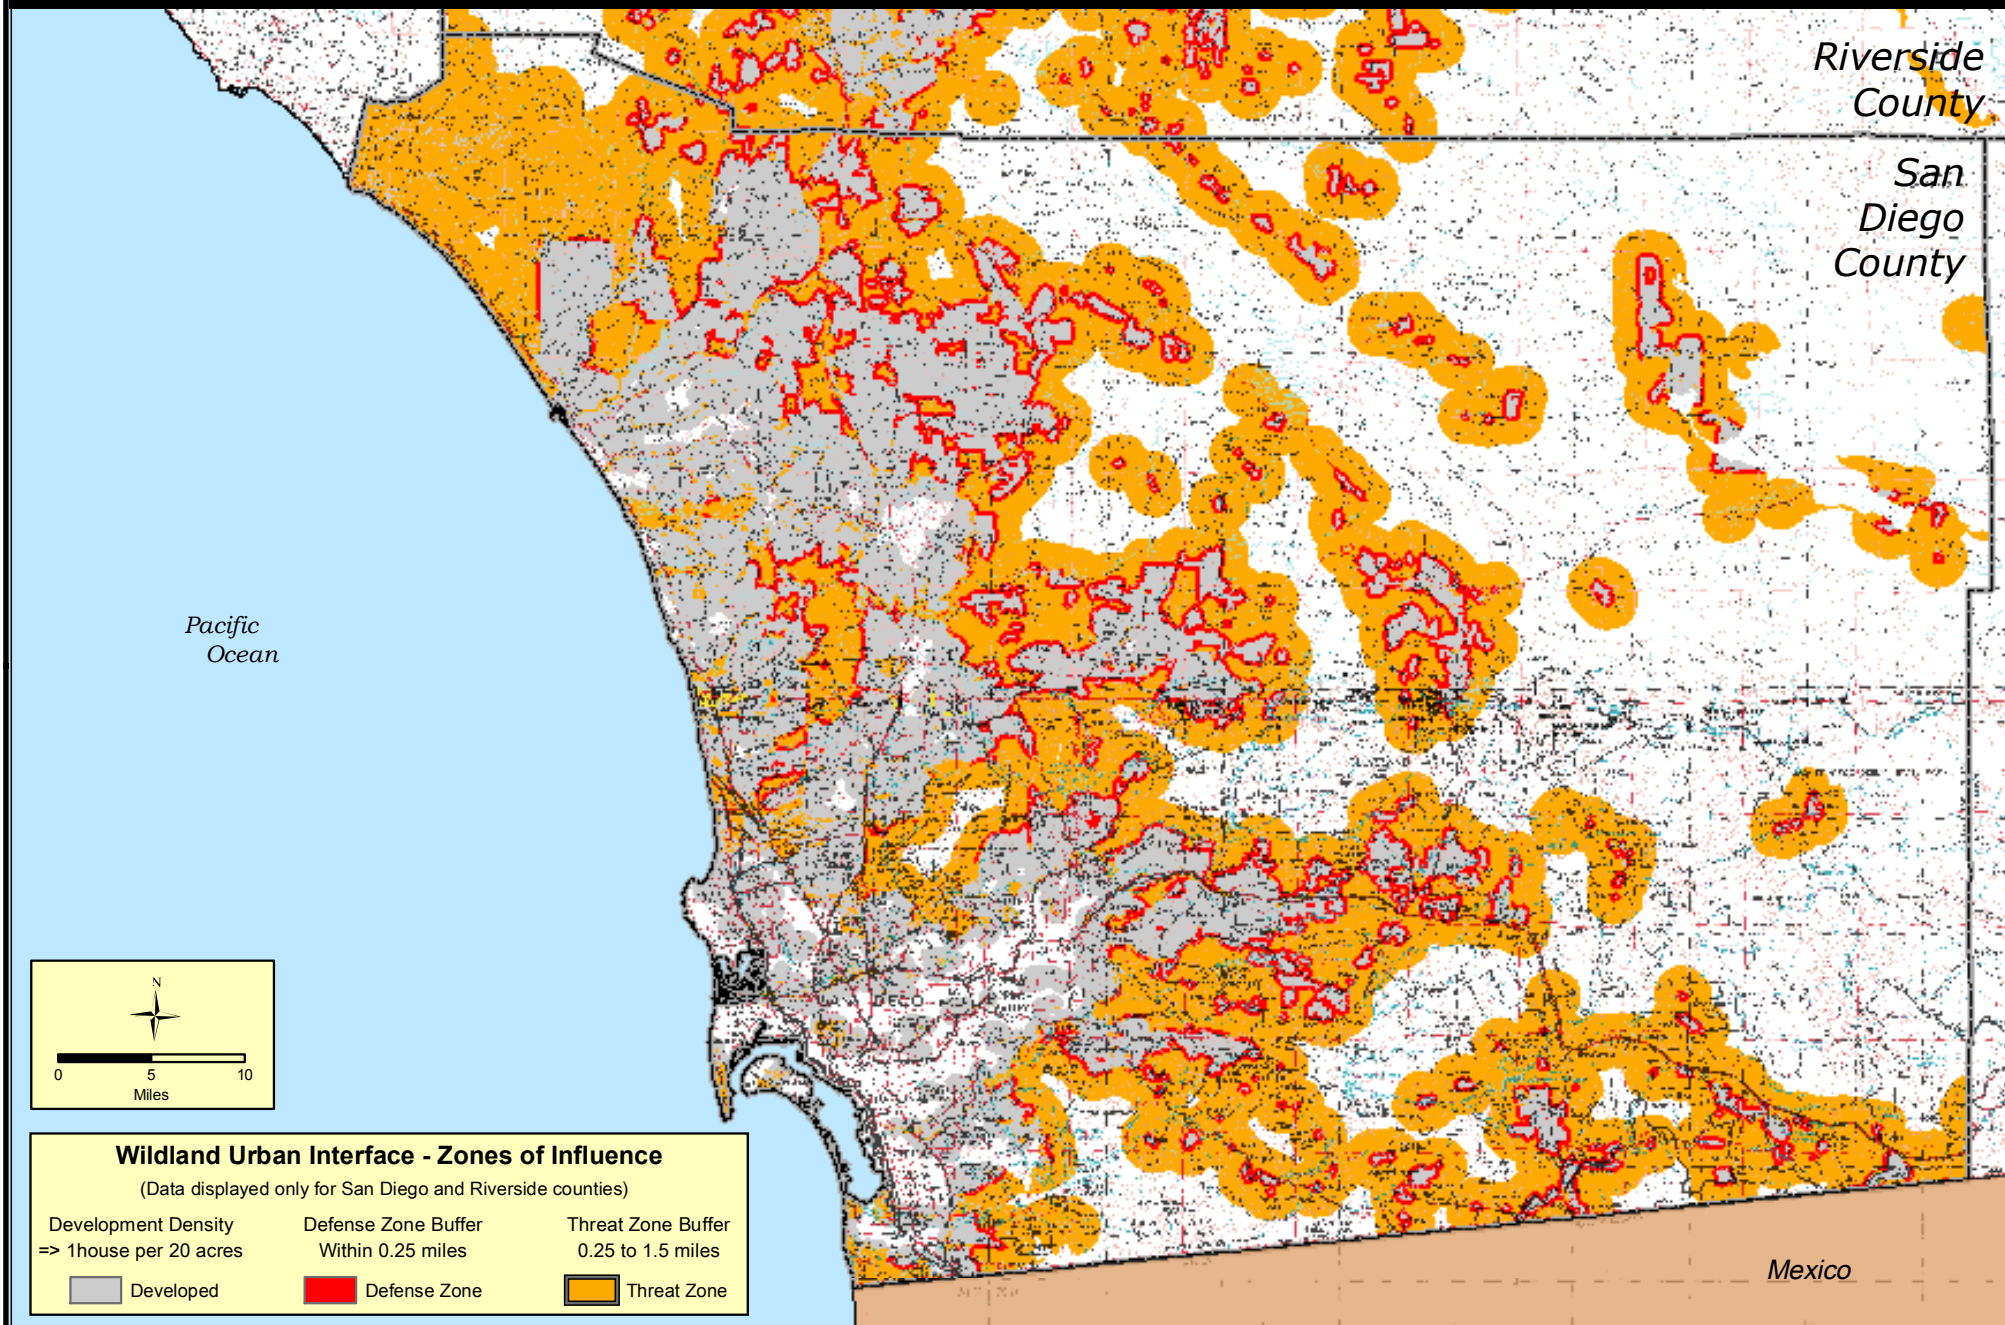 Riverside
County
San
Diego
County
Pacific
Ocean
N
0 5 10
Miles
Wildland Urban Interface - Zones of Influence
(Data displayed only for San Diego and Riverside counties)
Development Density
=> 1house per 20 acres
Developed
Defense Zone Buffer
Within 0.25 miles
Defense Zone
Threat Zone Buffer
0.25 to 1.5 miles
Threat Zone
Mexico